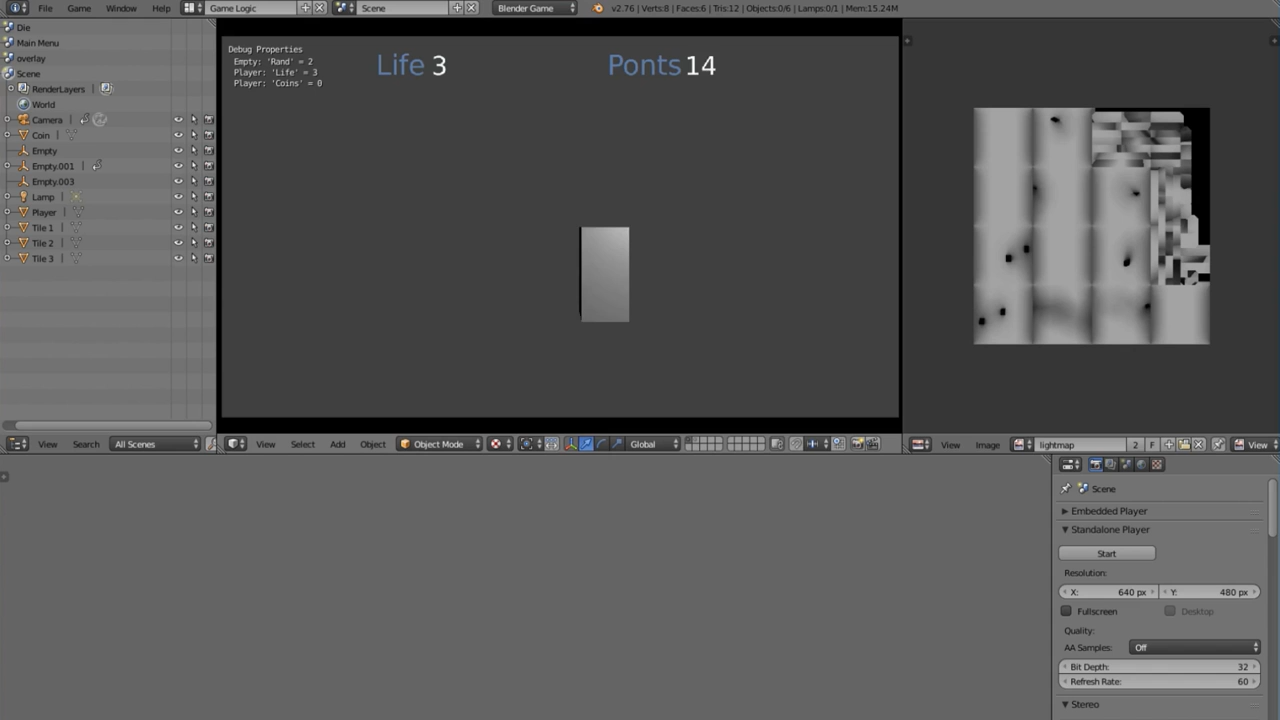 File Game Window Help Game Logic Scene Blender Game v2.76 | Verts:8 | Faces:6 | Tris:12 | Objects:0/6 | Lamps:0/1 | Mem:15.24M
Die
Main Menu
overlay
Scene
RenderLayers
World
Camera
Coin
Empty
Empty.001
Empty.003
Lamp
Player
Tile 1
Tile 2
Tile 3
Debug Properties
Empty: 'Rand' = 2
Player: 'Life' = 3
Player: 'Coins' = 0
Life 3
Ponts 14
View Search All Scenes
View Select Add Object Object Mode Global
View Image lightmap 2 F View
Scene
Embedded Player
Standalone Player
Start
Resolution:
X: 640 px Y: 480 px
Fullscreen Desktop
Quality:
AA Samples: Off
Bit Depth: 32
Refresh Rate: 60
Stereo